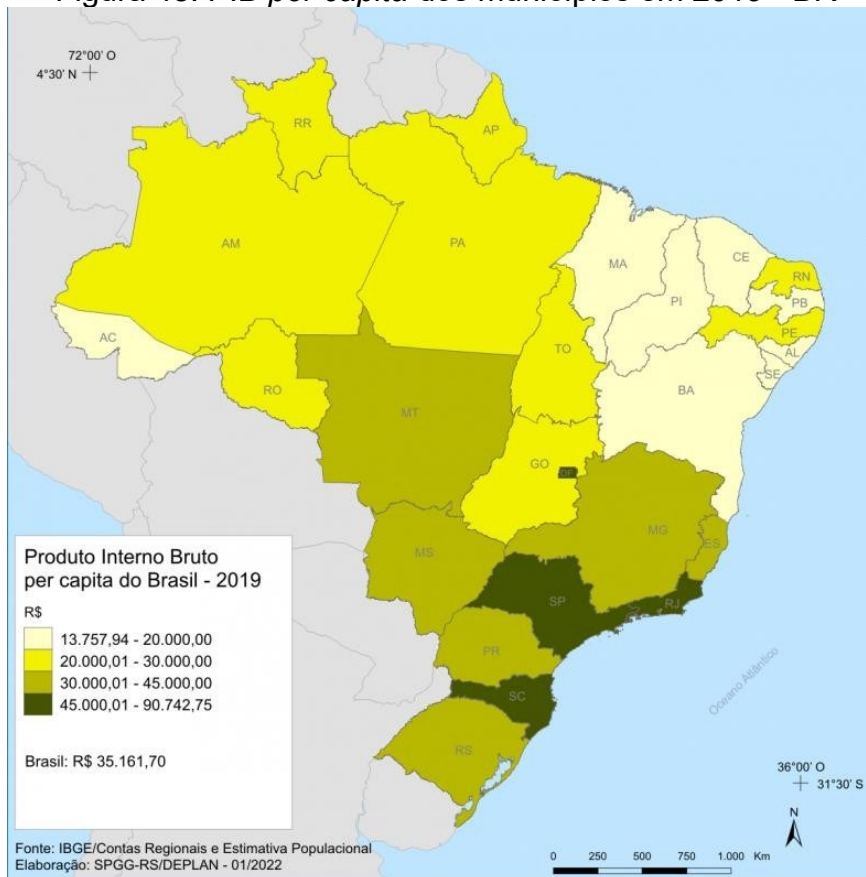 72°00' O
4°30' N
RR
AP
AM
PA
MA
CE
RN
PB
PI
PE
AL
SE
AC
TO
RO
BA
MT
GO
DF
MG
ES
MS
SP
RJ
PR
SC
RS
Oceano Atlântico
Produto Interno Bruto
per capita do Brasil - 2019
R$
13.757,94 - 20.000,00
20.000,01 - 30.000,00
30.000,01 - 45.000,00
45.000,01 - 90.742,75
Brasil: R$ 35.161,70
36°00' O
31°30' S
N
Fonte: IBGE/Contas Regionais e Estimativa Populacional
Elaboração: SPGG-RS/DEPLAN - 01/2022
0 250 500 750 1.000 Km